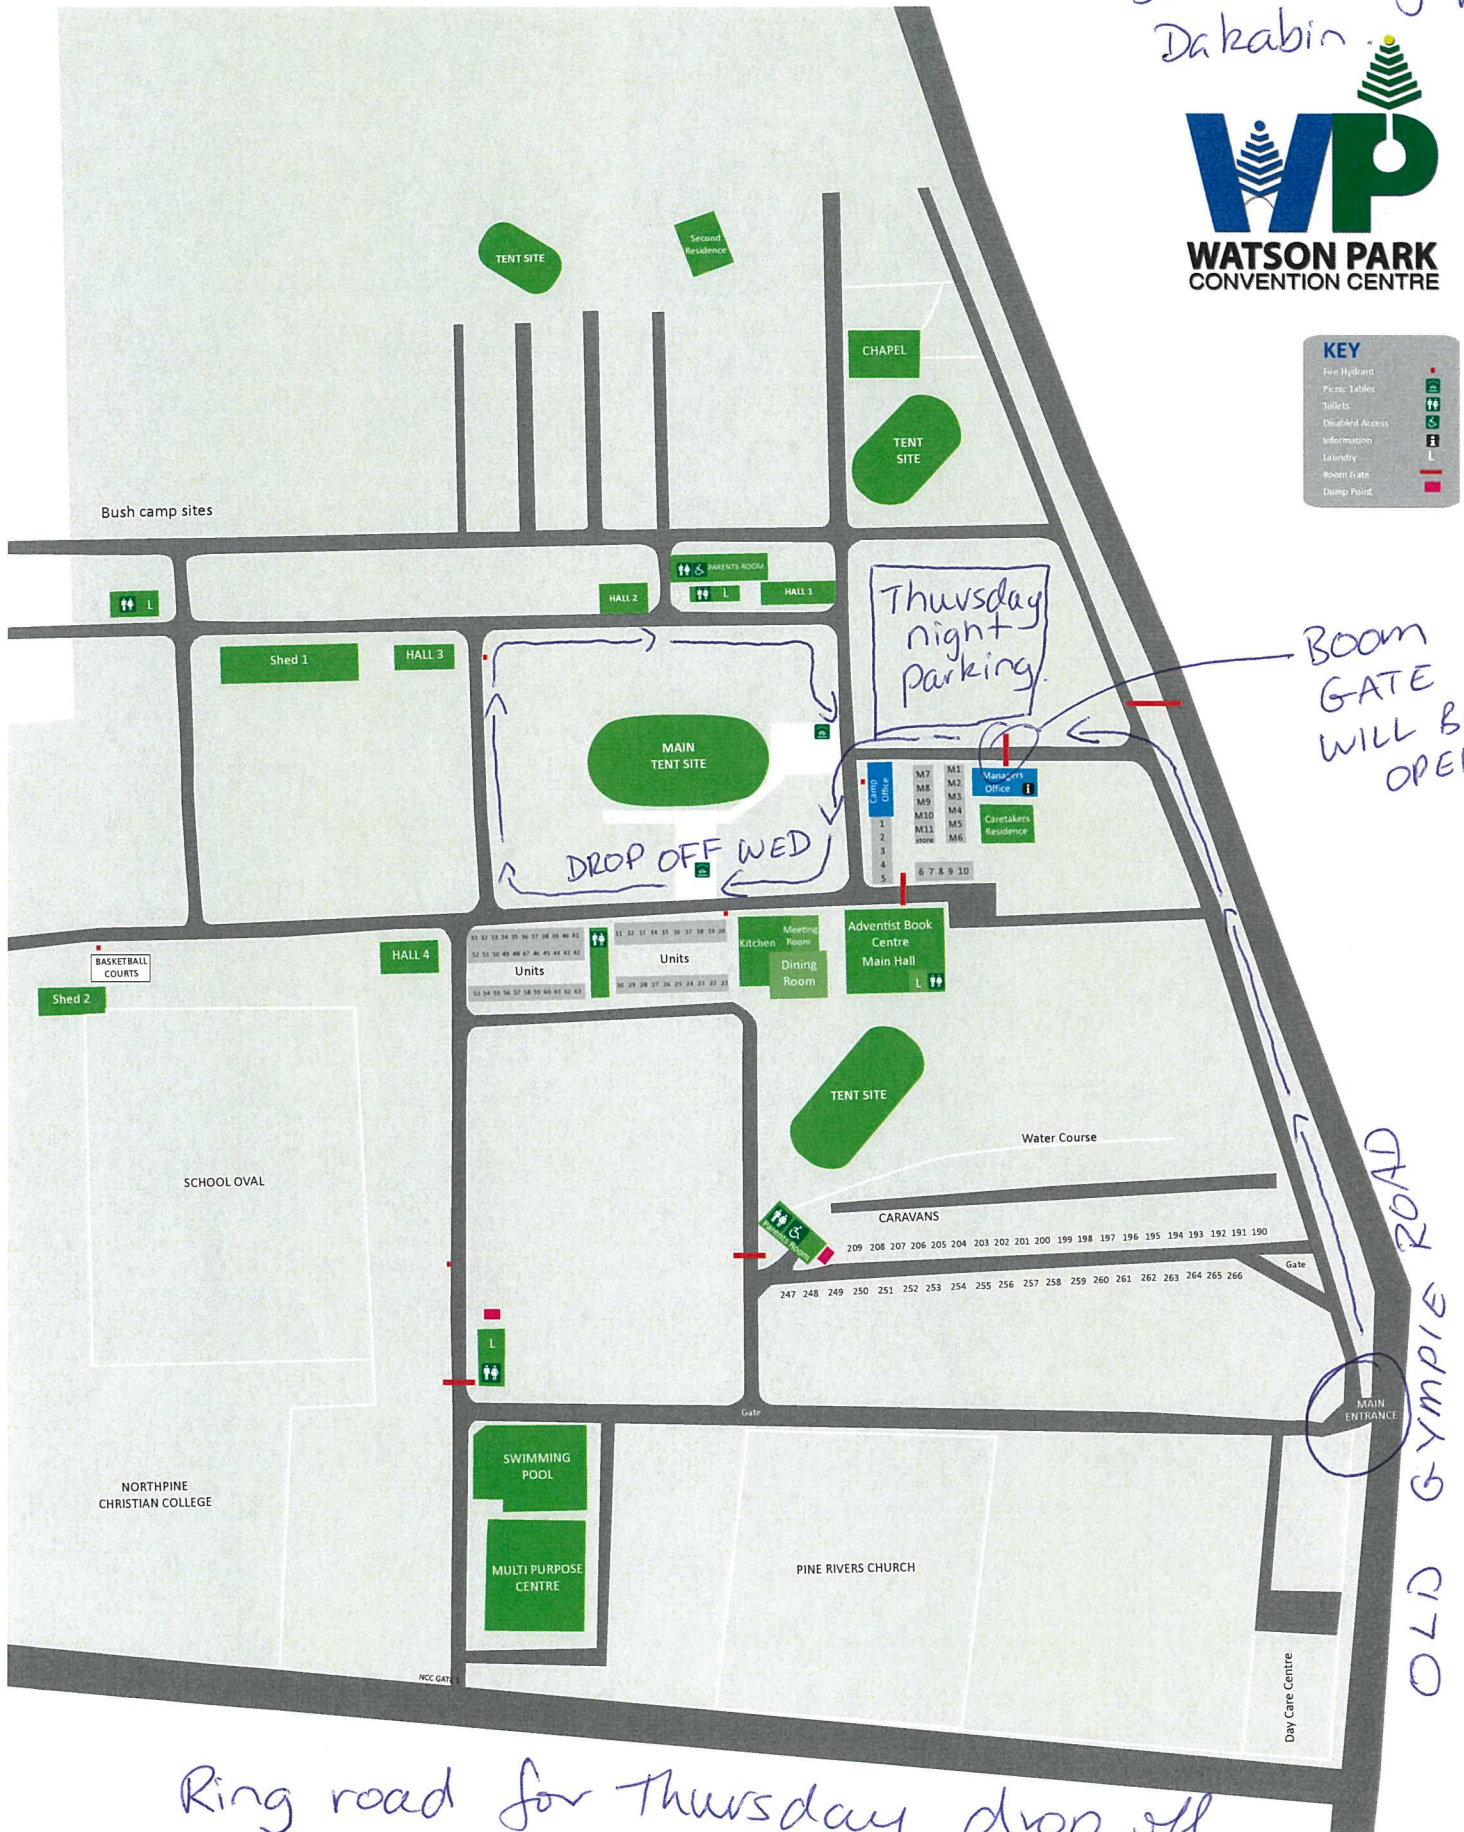 Dakabin.
WP
WATSON PARK
CONVENTION CENTRE
KEY
Fire Hydrant
Picnic Tables
Toilets
Disabled Access
Information
Laundry L
Boom Gate
Dump Point
TENT SITE
Second
Residence
CHAPEL
TENT
SITE
Bush camp sites
PARENTS ROOM
L
HALL 2
L
HALL 1
Thursday
night
parking.
BOOM
GATE
WILL B
OPE
Shed 1
HALL 3
MAIN
TENT SITE
DROP OFF WED
Camp
Office
1
2
3
4
5
M7
M8
M9
M10
M11
store
M1
M2
M3
M4
M5
M6
Managers
Office
Caretakers
Residence
6 7 8 9 10
BASKETBALL
COURTS
Shed 2
HALL 4
Units
Units
Kitchen
Meeting
Room
Dining
Room
Adventist Book
Centre
Main Hall
L
TENT SITE
Water Course
SCHOOL OVAL
CARAVANS
Parents Room
209 208 207 206 205 204 203 202 201 200 199 198 197 196 195 194 193 192 191 190
Gate
247 248 249 250 251 252 253 254 255 256 257 258 259 260 261 262 263 264 265 266
L
Gate
MAIN
ENTRANCE
OLD GYMPIE ROAD
SWIMMING
POOL
NORTHPINE
CHRISTIAN COLLEGE
MULTI PURPOSE
CENTRE
PINE RIVERS CHURCH
Day Care Centre
NCC GATE
Ring road for Thursday drop off